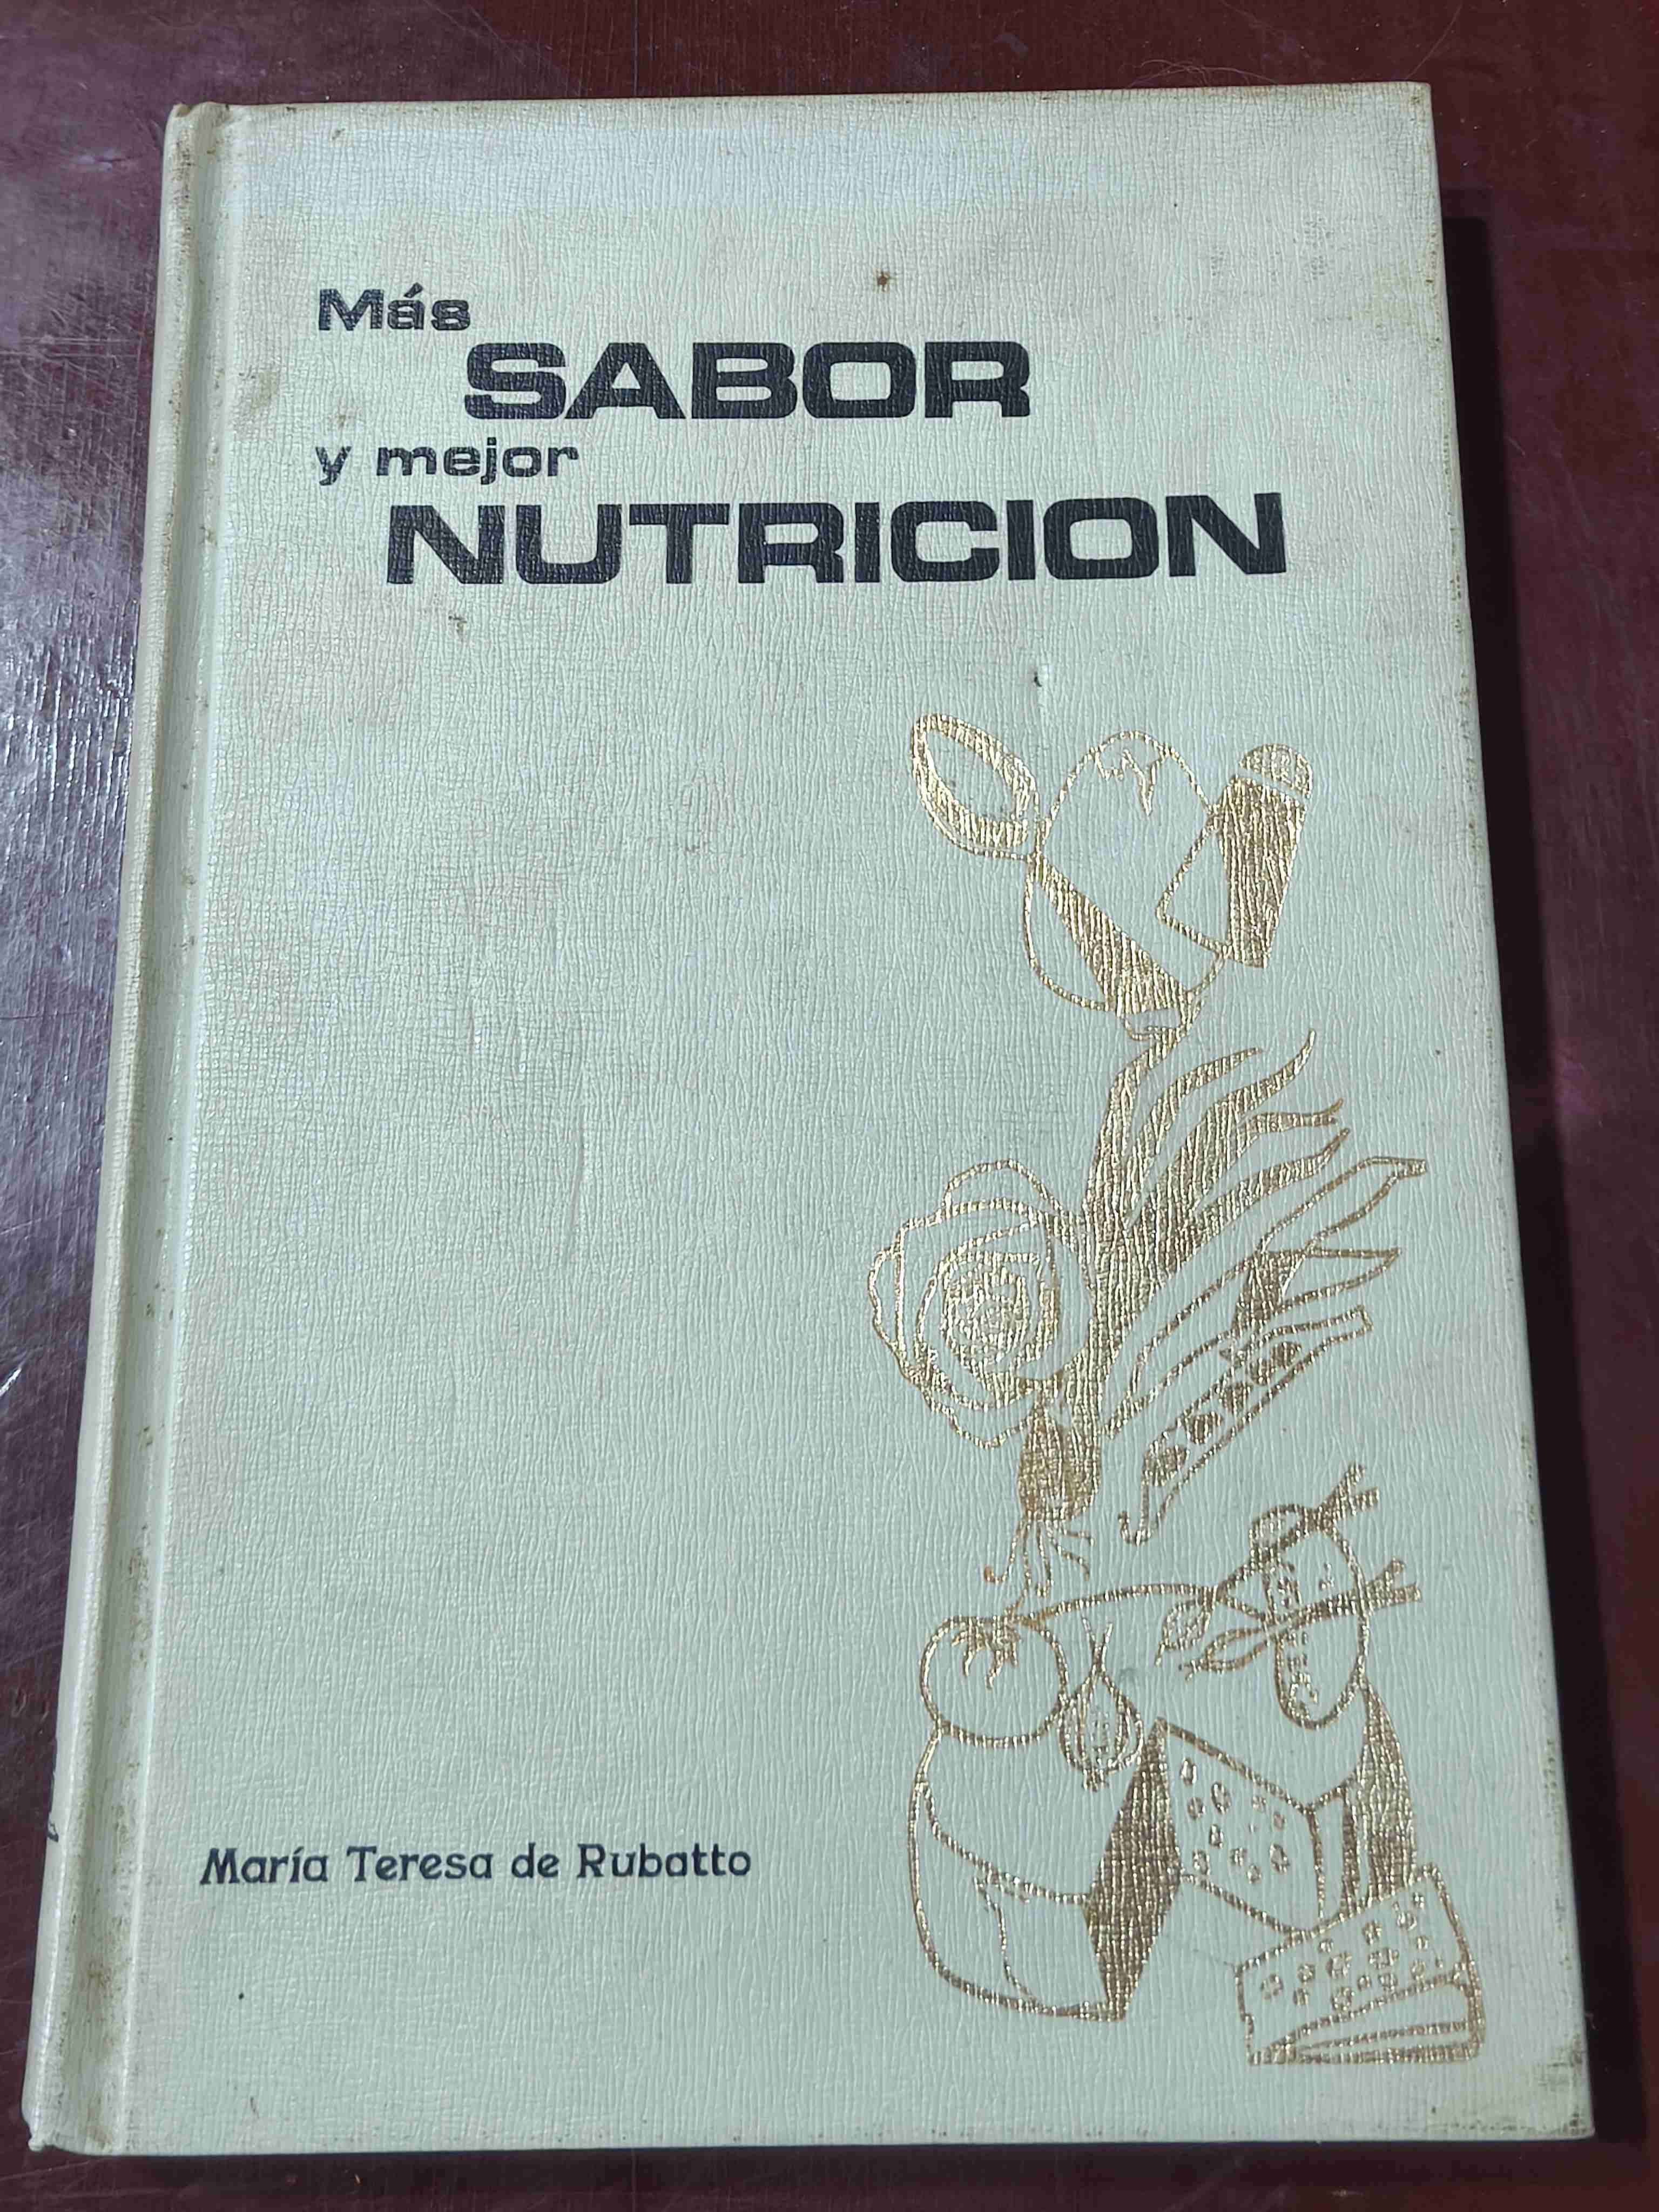 Más
SABOR
y mejor
NUTRICION
María Teresa de Rubatto